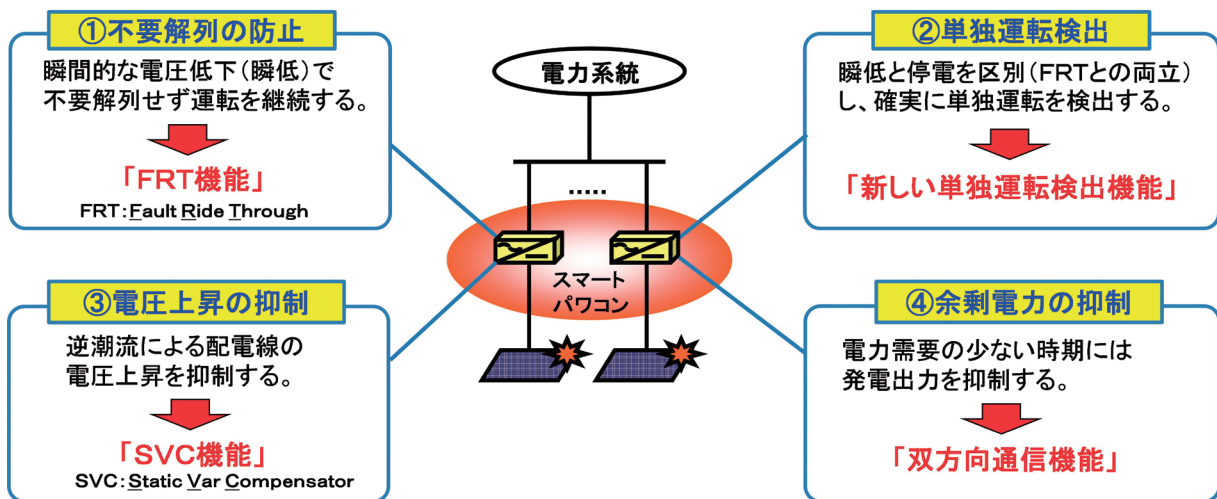 ①不要解列の防止
瞬間的な電圧低下（瞬低）で
不要解列せず運転を継続する。
「FRT機能」
FRT：Fault Ride Through
電力系統
.....
スマート
パワコン
②単独運転検出
瞬低と停電を区別（FRTとの両立）
し、確実に単独運転を検出する。
「新しい単独運転検出機能」
③電圧上昇の抑制
逆潮流による配電線の
電圧上昇を抑制する。
「SVC機能」
SVC：Static Var Compensator
④余剰電力の抑制
電力需要の少ない時期には
発電出力を抑制する。
「双方向通信機能」